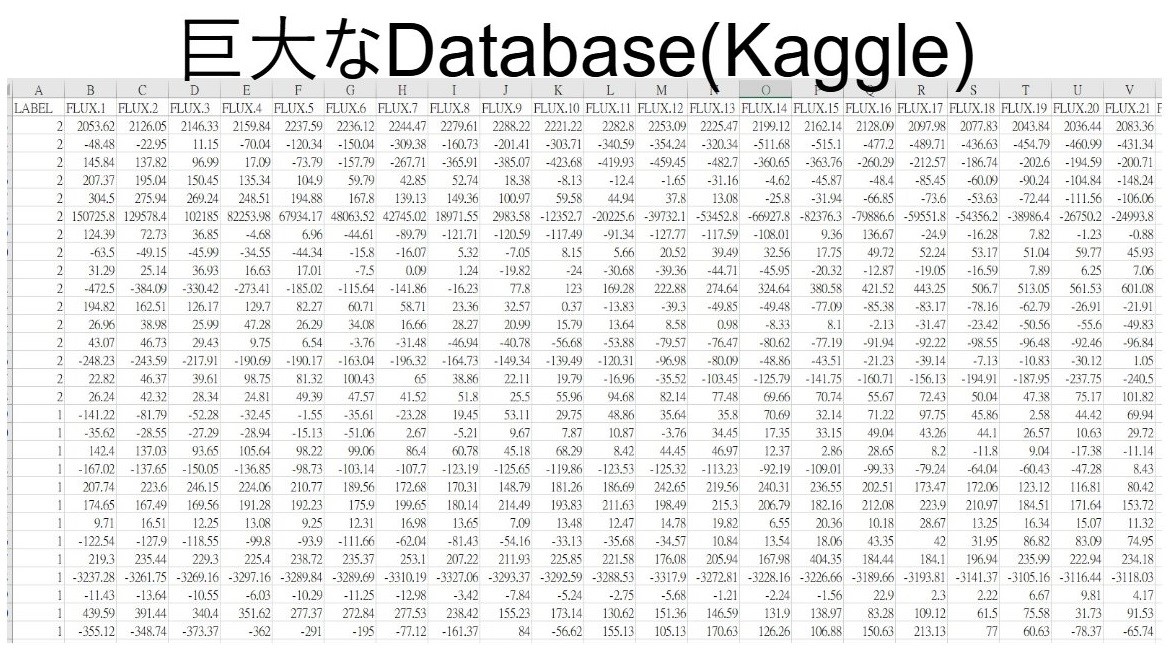 巨大なDatabase(Kaggle)
A B C D E F G H I J K L M N O P Q R S T U V
LABEL FLUX.1 FLUX.2 FLUX.3 FLUX.4 FLUX.5 FLUX.6 FLUX.7 FLUX.8 FLUX.9 FLUX.10 FLUX.11 FLUX.12 FLUX.13 FLUX.14 FLUX.15 FLUX.16 FLUX.17 FLUX.18 FLUX.19 FLUX.20 FLUX.21 F
2 2053.62 2126.05 2146.33 2159.84 2237.59 2236.12 2244.47 2279.61 2288.22 2221.22 2282.8 2253.09 2225.47 2199.12 2162.14 2128.09 2097.98 2077.83 2043.84 2036.44 2083.36
2 -48.48 -22.95 11.15 -70.04 -120.34 -150.04 -309.38 -160.73 -201.41 -303.71 -340.59 -354.24 -320.34 -511.68 -515.1 -477.2 -489.71 -436.63 -454.79 -460.99 -431.34
2 145.84 137.82 96.99 17.09 -73.79 -157.79 -267.71 -365.91 -385.07 -423.68 -419.93 -459.45 -482.7 -360.65 -363.76 -260.29 -212.57 -186.74 -202.6 -194.59 -200.71
2 207.37 195.04 150.45 135.34 104.9 59.79 42.85 52.74 18.38 -8.13 -12.4 -1.65 -31.16 -4.62 -45.87 -48.4 -85.45 -60.09 -90.24 -104.84 -148.24
2 304.5 275.94 269.24 248.51 194.88 167.8 139.13 149.36 100.97 59.58 44.94 37.8 13.08 -25.8 -31.94 -66.85 -73.6 -53.63 -72.44 -111.56 -106.06
2 150725.8 129578.4 102185 82253.98 67934.17 48063.52 42745.02 18971.55 2983.58 -12352.7 -20225.6 -39732.1 -53452.8 -66927.8 -82376.3 -79886.6 -59551.8 -54356.2 -38986.4 -26750.2 -24993.8
2 124.39 72.73 36.85 -4.68 6.96 -44.61 -89.79 -121.71 -120.59 -117.49 -91.34 -127.77 -117.59 -108.01 9.36 136.67 -24.9 -16.28 7.82 -1.23 -0.88
2 -63.5 -49.15 -45.99 -34.55 -44.34 -15.8 -16.07 5.32 -7.05 8.15 5.66 20.52 39.49 32.56 17.75 49.72 52.24 53.17 51.04 59.77 45.93
2 31.29 25.14 36.93 16.63 17.01 -7.5 0.09 1.24 -19.82 -24 -30.68 -39.36 -44.71 -45.95 -20.32 -12.87 -19.05 -16.59 7.89 6.25 7.06
2 -472.5 -384.09 -330.42 -273.41 -185.02 -115.64 -141.86 -16.23 77.8 123 169.28 222.88 274.64 324.64 380.58 421.52 443.25 506.7 513.05 561.53 601.08
2 194.82 162.51 126.17 129.7 82.27 60.71 58.71 23.36 32.57 0.37 -13.83 -39.3 -49.85 -49.48 -77.09 -85.38 -83.17 -78.16 -62.79 -26.91 -21.91
2 26.96 38.98 25.99 47.28 26.29 34.08 16.66 28.27 20.99 15.79 13.64 8.58 0.98 -8.33 8.1 -2.13 -31.47 -23.42 -50.56 -55.6 -49.83
2 43.07 46.73 29.43 9.75 6.54 -3.76 -31.48 -46.94 -40.78 -56.68 -53.88 -79.57 -76.47 -80.62 -77.19 -91.94 -92.22 -98.55 -96.48 -92.46 -96.84
2 -248.23 -243.59 -217.91 -190.69 -190.17 -163.04 -196.32 -164.73 -149.34 -139.49 -120.31 -96.98 -80.09 -48.86 -43.51 -21.23 -39.14 -7.13 -10.83 -30.12 1.05
2 22.82 46.37 39.61 98.75 81.32 100.43 65 38.86 22.11 19.79 -16.96 -35.52 -103.45 -125.79 -141.75 -160.71 -156.13 -194.91 -187.95 -237.75 -240.5
2 26.24 42.32 28.34 24.81 49.39 47.57 41.52 51.8 25.5 55.96 94.68 82.14 77.48 69.66 70.74 55.67 72.43 50.04 47.38 75.17 101.82
1 -141.22 -81.79 -52.28 -32.45 -1.55 -35.61 -23.28 19.45 53.11 29.75 48.86 35.64 35.8 70.69 32.14 71.22 97.75 45.86 2.58 44.42 69.94
1 -35.62 -28.55 -27.29 -28.94 -15.13 -51.06 2.67 -5.21 9.67 7.87 10.87 -3.76 34.45 17.35 33.15 49.04 43.26 44.1 26.57 10.63 29.72
1 142.4 137.03 93.65 105.64 98.22 99.06 86.4 60.78 45.18 68.29 8.42 44.45 46.97 12.37 2.86 28.65 8.2 -11.8 9.04 -17.38 -11.14
1 -167.02 -137.65 -150.05 -136.85 -98.73 -103.14 -107.7 -123.19 -125.65 -119.86 -123.53 -125.32 -113.23 -92.19 -109.01 -99.33 -79.24 -64.04 -60.43 -47.28 8.43
1 207.74 223.6 246.15 224.06 210.77 189.56 172.68 170.31 148.79 181.26 186.69 242.65 219.56 240.31 236.55 202.51 173.47 172.06 123.12 116.81 80.42
1 174.65 167.49 169.56 191.28 192.23 175.9 199.65 180.14 214.49 193.83 211.63 198.49 215.3 206.79 182.16 212.08 223.9 210.97 184.51 171.64 153.72
1 9.71 16.51 12.25 13.08 9.25 12.31 16.98 13.65 7.09 13.48 12.47 14.78 19.82 6.55 20.36 10.18 28.67 13.25 16.34 15.07 11.32
1 -122.54 -127.9 -118.55 -99.8 -93.9 -111.66 -62.04 -81.43 -54.16 -33.13 -35.68 -34.57 10.84 13.54 18.06 43.35 42 31.95 86.82 83.09 74.95
1 219.3 235.44 229.3 225.4 238.72 235.37 253.1 207.22 211.93 225.85 221.58 176.08 205.94 167.98 404.35 184.44 184.1 196.94 235.99 222.94 234.18
1 -3237.28 -3261.75 -3269.16 -3297.16 -3289.84 -3289.69 -3310.19 -3327.06 -3293.37 -3292.59 -3288.53 -3317.9 -3272.81 -3228.16 -3226.66 -3189.66 -3193.81 -3141.37 -3105.16 -3116.44 -3118.03
1 -11.43 -13.64 -10.55 -6.03 -10.29 -11.25 -12.98 -3.42 -7.84 -5.24 -2.75 -5.68 -1.21 -2.24 -1.56 22.9 2.3 2.22 6.67 9.81 4.17
1 439.59 391.44 340.4 351.62 277.37 272.84 277.53 238.42 155.23 173.14 130.62 151.36 146.59 131.9 138.97 83.28 109.12 61.5 75.58 31.73 91.53
1 -355.12 -348.74 -373.37 -362 -291 -195 -77.12 -161.37 84 -56.62 155.13 105.13 170.63 126.26 106.88 150.63 213.13 77 60.63 -78.37 -65.74